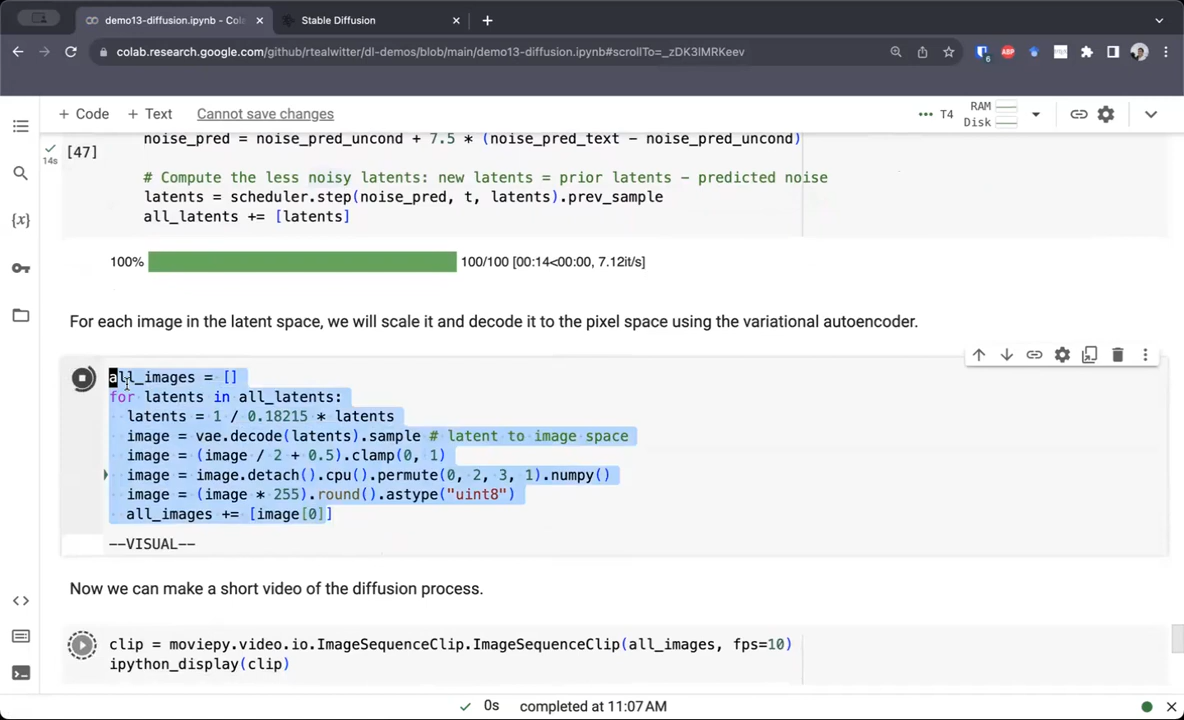 demo13-diffusion.ipynb - Cola
Stable Diffusion
colab.research.google.com/github/rtealwitter/dl-demos/blob/main/demo13-diffusion.ipynb#scrollTo=_zDK3lMRKeev
6
ABP
+ Code
+ Text
Cannot save changes
T4
RAM
Disk
14s
[47]
noise_pred = noise_pred_uncond + 7.5 * (noise_pred_text - noise_pred_uncond)
# Compute the less noisy latents: new latents = prior latents - predicted noise
latents = scheduler.step(noise_pred, t, latents).prev_sample
all_latents += [latents]
100%
100/100 [00:14<00:00, 7.12it/s]
For each image in the latent space, we will scale it and decode it to the pixel space using the variational autoencoder.
all_images = []
for latents in all_latents:
latents = 1 / 0.18215 * latents
image = vae.decode(latents).sample # latent to image space
image = (image / 2 + 0.5).clamp(0, 1)
image = image.detach().cpu().permute(0, 2, 3, 1).numpy()
image = (image * 255).round().astype("uint8")
all_images += [image[0]]
--VISUAL--
Now we can make a short video of the diffusion process.
clip = moviepy.video.io.ImageSequenceClip.ImageSequenceClip(all_images, fps=10)
ipython_display(clip)
0s completed at 11:07 AM